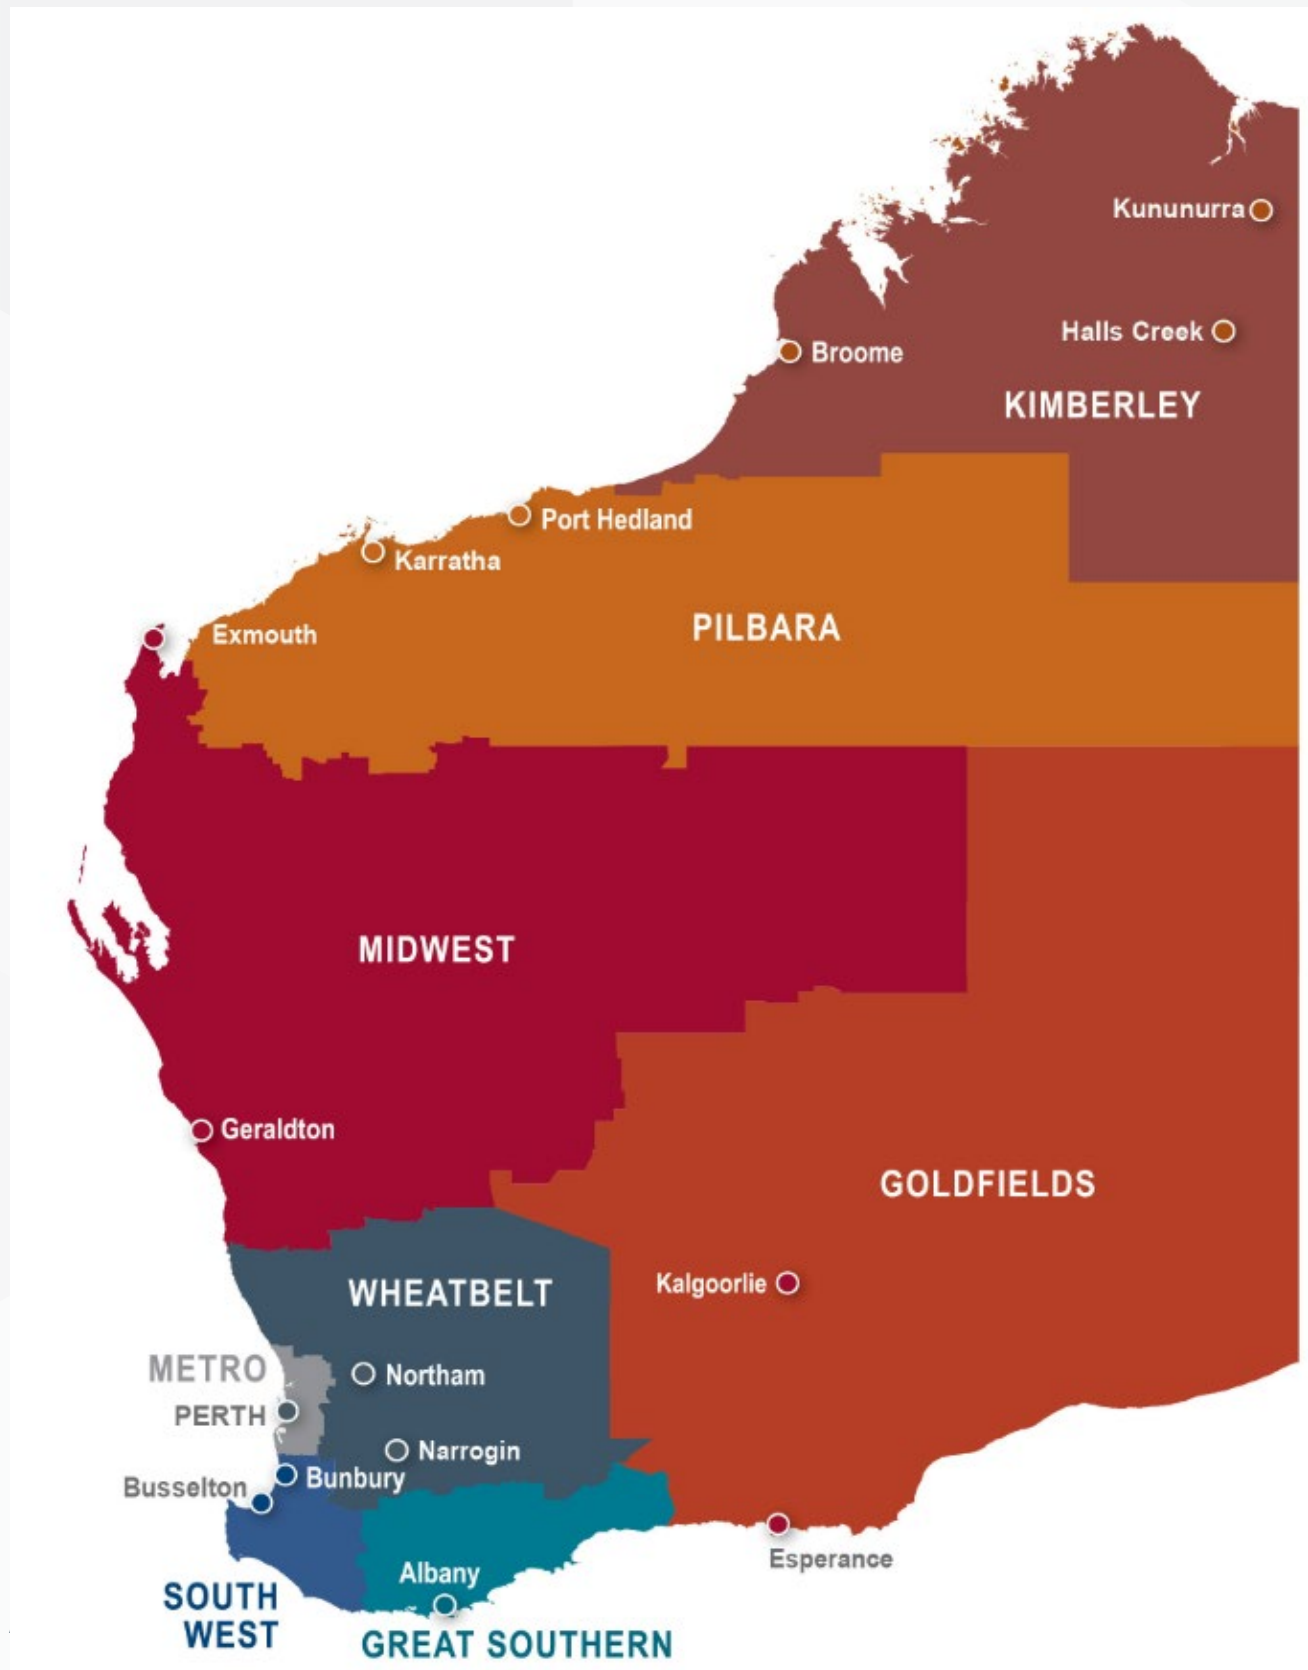 Kununurra
Halls Creek
Broome
KIMBERLEY
Port Hedland
Karratha
PILBARA
Exmouth
MIDWEST
Geraldton
GOLDFIELDS
Kalgoorlie
WHEATBELT
METRO
Northam
PERTH
Narrogin
Bunbury
Busselton
Esperance
Albany
SOUTH
WEST
GREAT SOUTHERN